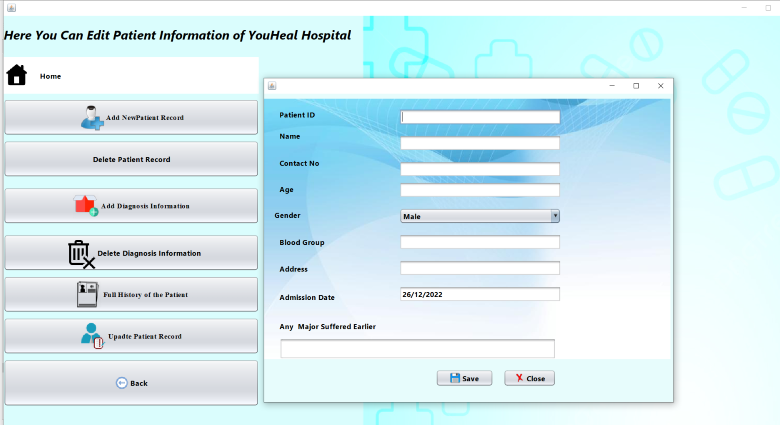 Here You Can Edit Patient Information of YouHeal Hospital
Home
Add NewPatient Record
Delete Patient Record
Add Diagnosis Information
Delete Diagnosis Information
Full History of the Patient
Upadte Patient Record
Back
Patient ID
Name
Contact No
Age
Gender
Male
Blood Group
Address
Admission Date
26/12/2022
Any Major Suffered Earlier
Save
Close